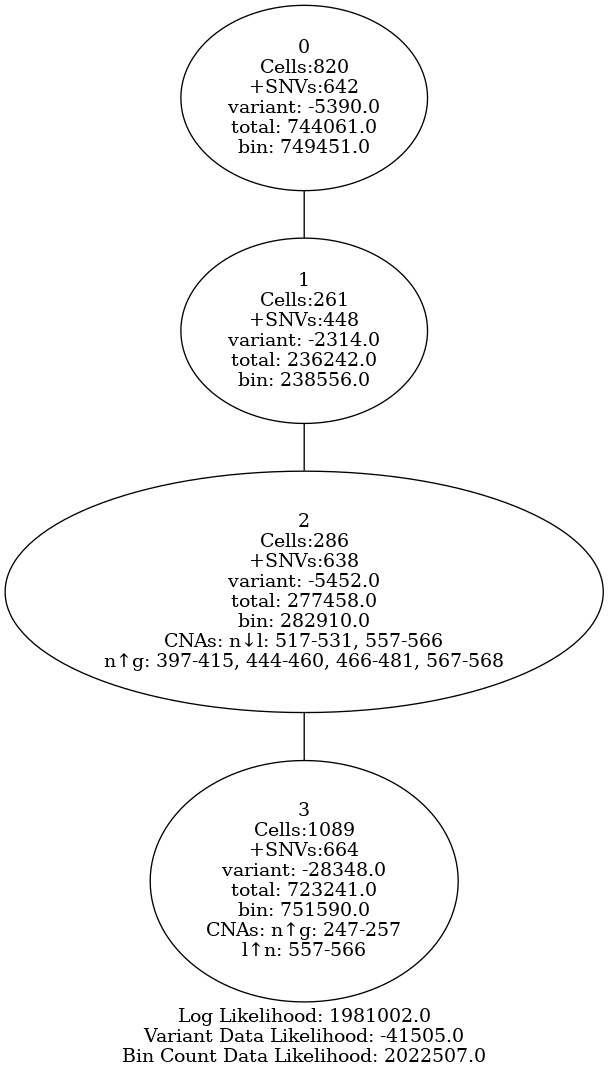 0
Cells:820
+SNVs:642
variant: -5390.0
total: 744061.0
bin: 749451.0
1
Cells:261
+SNVs:448
variant: -2314.0
total: 236242.0
bin: 238556.0
2
Cells:286
+SNVs:638
variant: -5452.0
total: 277458.0
bin: 282910.0
CNAs: n↓l: 517-531, 557-566
n↑g: 397-415, 444-460, 466-481, 567-568
3
Cells:1089
+SNVs:664
variant: -28348.0
total: 723241.0
bin: 751590.0
CNAs: n↑g: 247-257
l↑n: 557-566
Log Likelihood: 1981002.0
Variant Data Likelihood: -41505.0
Bin Count Data Likelihood: 2022507.0